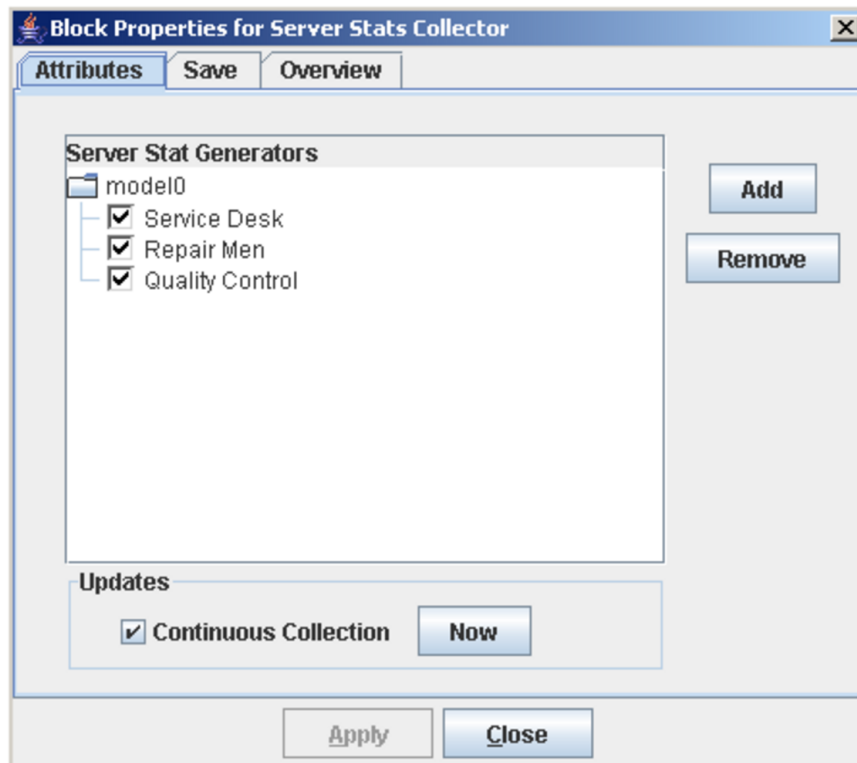 Block Properties for Server Stats Collector
Attributes Save Overview
Server Stat Generators
model0
Service Desk
Repair Men
Quality Control
Add
Remove
Updates
Continuous Collection Now
Apply Close